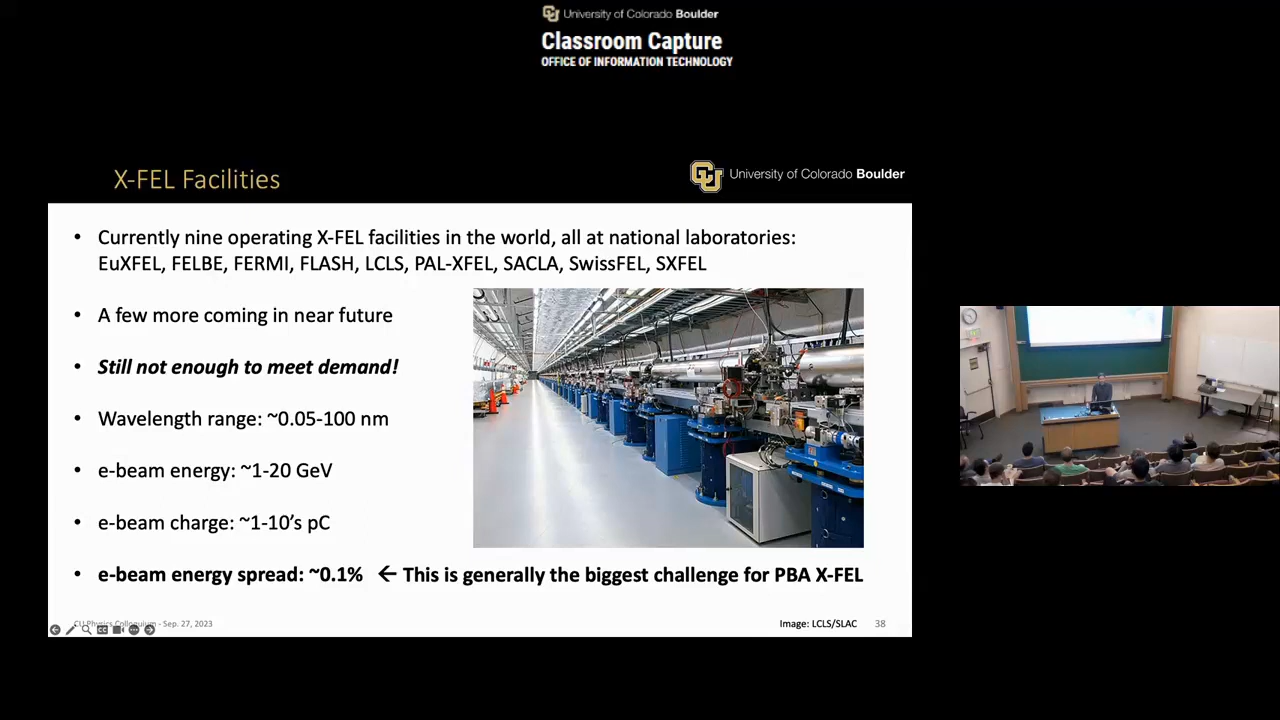 University of Colorado Boulder
Classroom Capture
OFFICE OF INFORMATION TECHNOLOGY
X-FEL Facilities
University of Colorado Boulder
• Currently nine operating X-FEL facilities in the world, all at national laboratories:
EuXFEL, FELBE, FERMI, FLASH, LCLS, PAL-XFEL, SACLA, SwissFEL, SXFEL
• A few more coming in near future
• Still not enough to meet demand!
• Wavelength range: ~0.05-100 nm
• e-beam energy: ~1-20 GeV
• e-beam charge: ~1-10’s pC
• e-beam energy spread: ~0.1% ← This is generally the biggest challenge for PBA X-FEL
CU Physics Colloquium - Sep. 27, 2023
Image: LCLS/SLAC
38